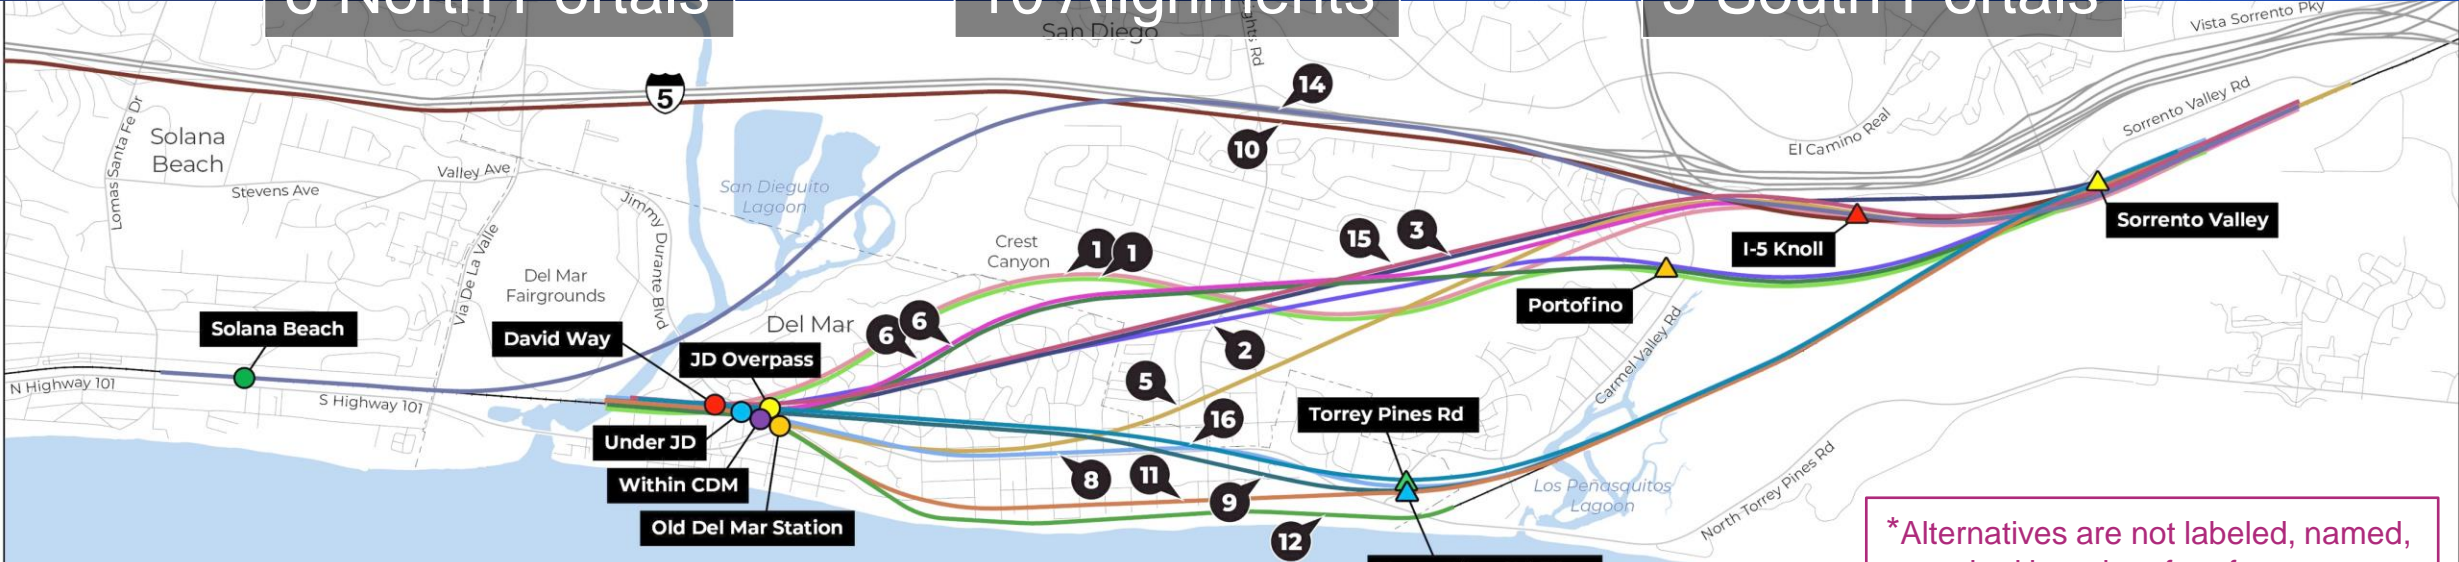 6 North Portals
16 Alignments
5 South Portals
San Diego
Vista Sorrento Pky
5
14
10
Solana
Beach
Lomas Santa Fe Dr
Stevens Ave
Valley Ave
Via De La Valle
Jimmy Durante Blvd
San Dieguito
Lagoon
El Camino Real
Sorrento Valley Rd
Sorrento Valley
I-5 Knoll
Portofino
Crest
Canyon
1
1
15
3
Del Mar
Fairgrounds
Del Mar
6
6
2
Solana Beach
David Way
JD Overpass
N Highway 101
S Highway 101
5
16
Torrey Pines Rd
Carmel Valley Rd
Under JD
Within CDM
Old Del Mar Station
8
11
9
12
Los Peñasquitos
Lagoon
North Torrey Pines Rd
*Alternatives are not labeled, named,